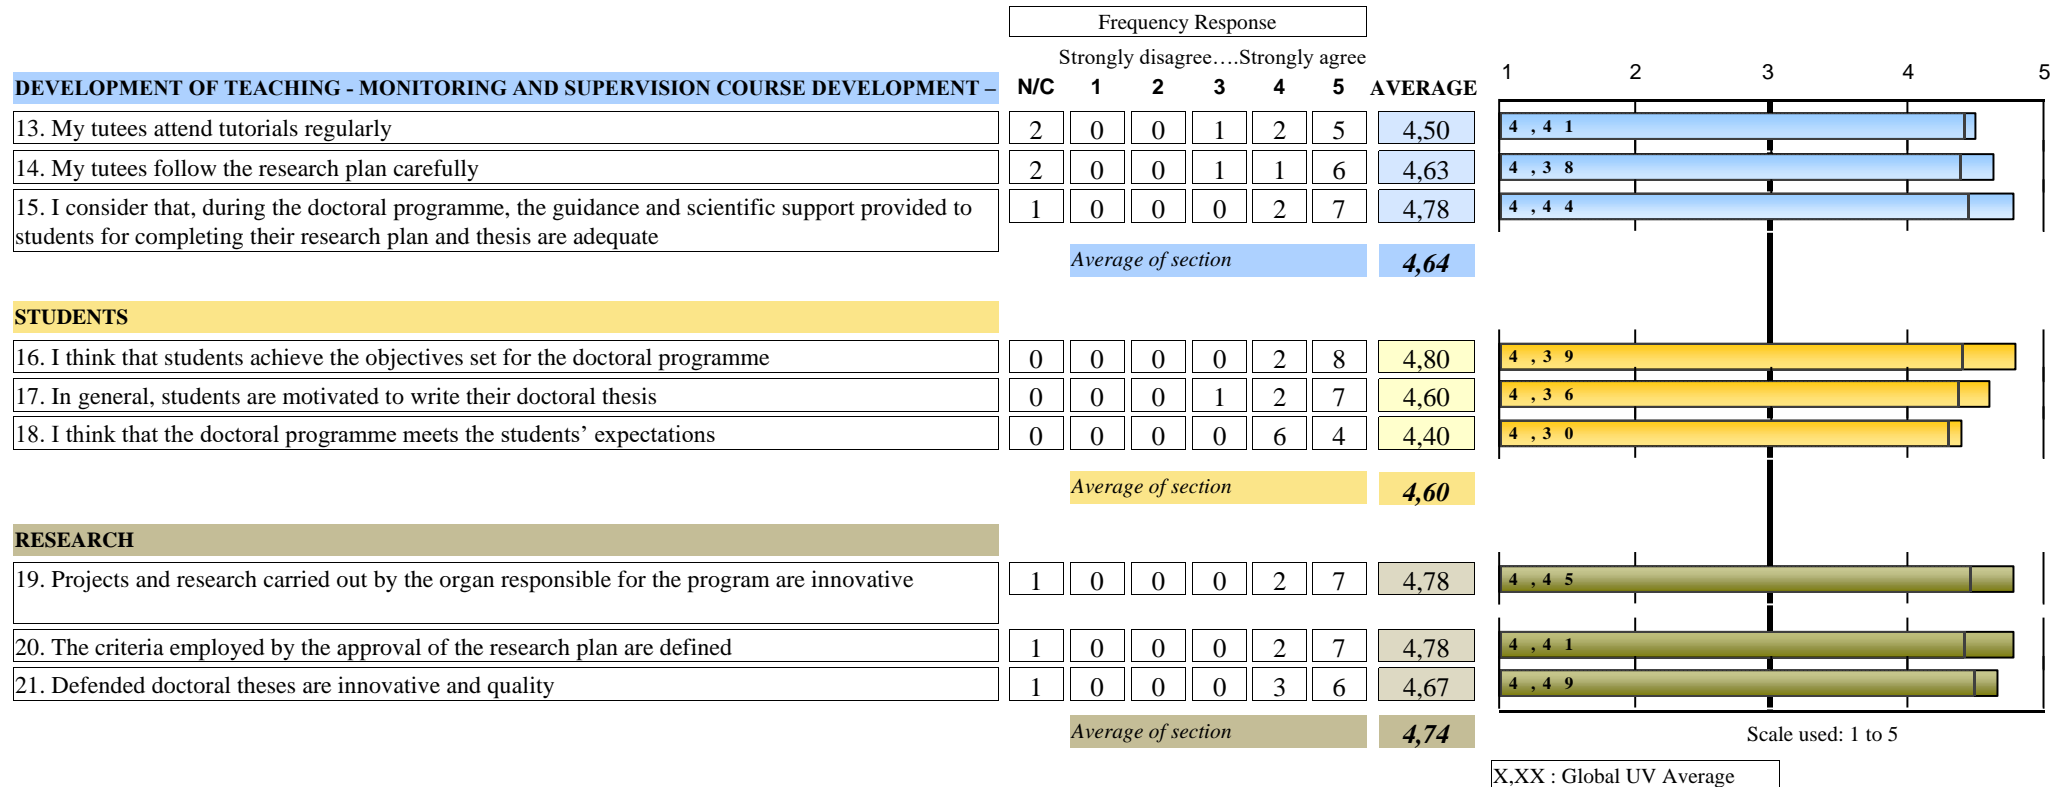 Frequency Response
Strongly disagree….Strongly agree
DEVELOPMENT OF TEACHING - MONITORING AND SUPERVISION COURSE DEVELOPMENT – N/C 1 2 3 4 5 AVERAGE 1 2 3 4 5
13. My tutees attend tutorials regularly 2 0 0 1 2 5 4,50 4,41
14. My tutees follow the research plan carefully 2 0 0 1 1 6 4,63 4,38
15. I consider that, during the doctoral programme, the guidance and scientific support provided to 1 0 0 0 2 7 4,78 4,44
students for completing their research plan and thesis are adequate
Average of section 4,64
STUDENTS
16. I think that students achieve the objectives set for the doctoral programme 0 0 0 0 2 8 4,80 4,39
17. In general, students are motivated to write their doctoral thesis 0 0 0 1 2 7 4,60 4,36
18. I think that the doctoral programme meets the students’ expectations 0 0 0 0 6 4 4,40 4,30
Average of section 4,60
RESEARCH
19. Projects and research carried out by the organ responsible for the program are innovative 1 0 0 0 2 7 4,78 4,45
20. The criteria employed by the approval of the research plan are defined 1 0 0 0 2 7 4,78 4,41
21. Defended doctoral theses are innovative and quality 1 0 0 0 3 6 4,67 4,49
Average of section 4,74
Scale used: 1 to 5
X,XX : Global UV Average